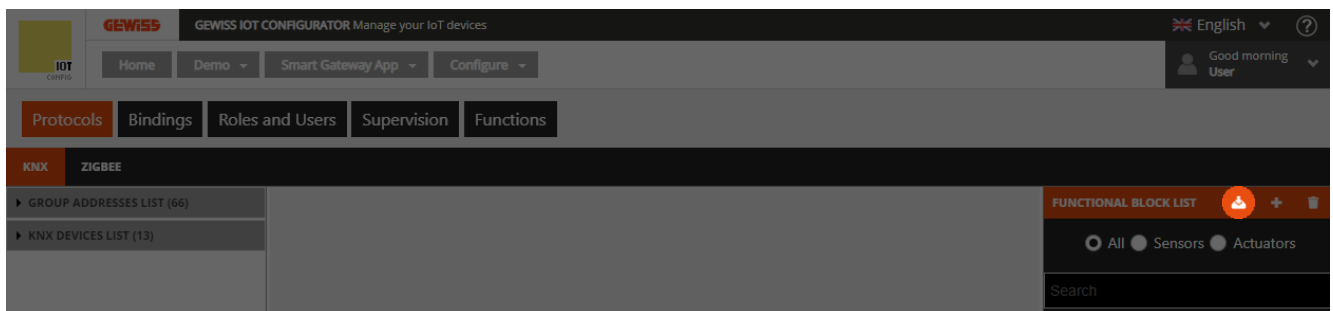 GEWISS GEWISS IOT CONFIGURATOR Manage your IoT devices English ?
IOT
CONFIG
Home Demo Smart Gateway App Configure
Good morning
User
Protocols Bindings Roles and Users Supervision Functions
KNX ZIGBEE
GROUP ADDRESSES LIST (66)
KNX DEVICES LIST (13)
FUNCTIONAL BLOCK LIST
All Sensors Actuators
Search